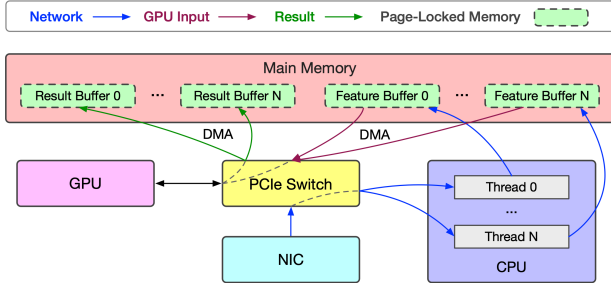 Network GPU Input Result Page-Locked Memory
Main Memory
Result Buffer 0 ... Result Buffer N Feature Buffer 0 ... Feature Buffer N
DMA DMA
GPU PCIe Switch Thread 0
...
Thread N
NIC CPU